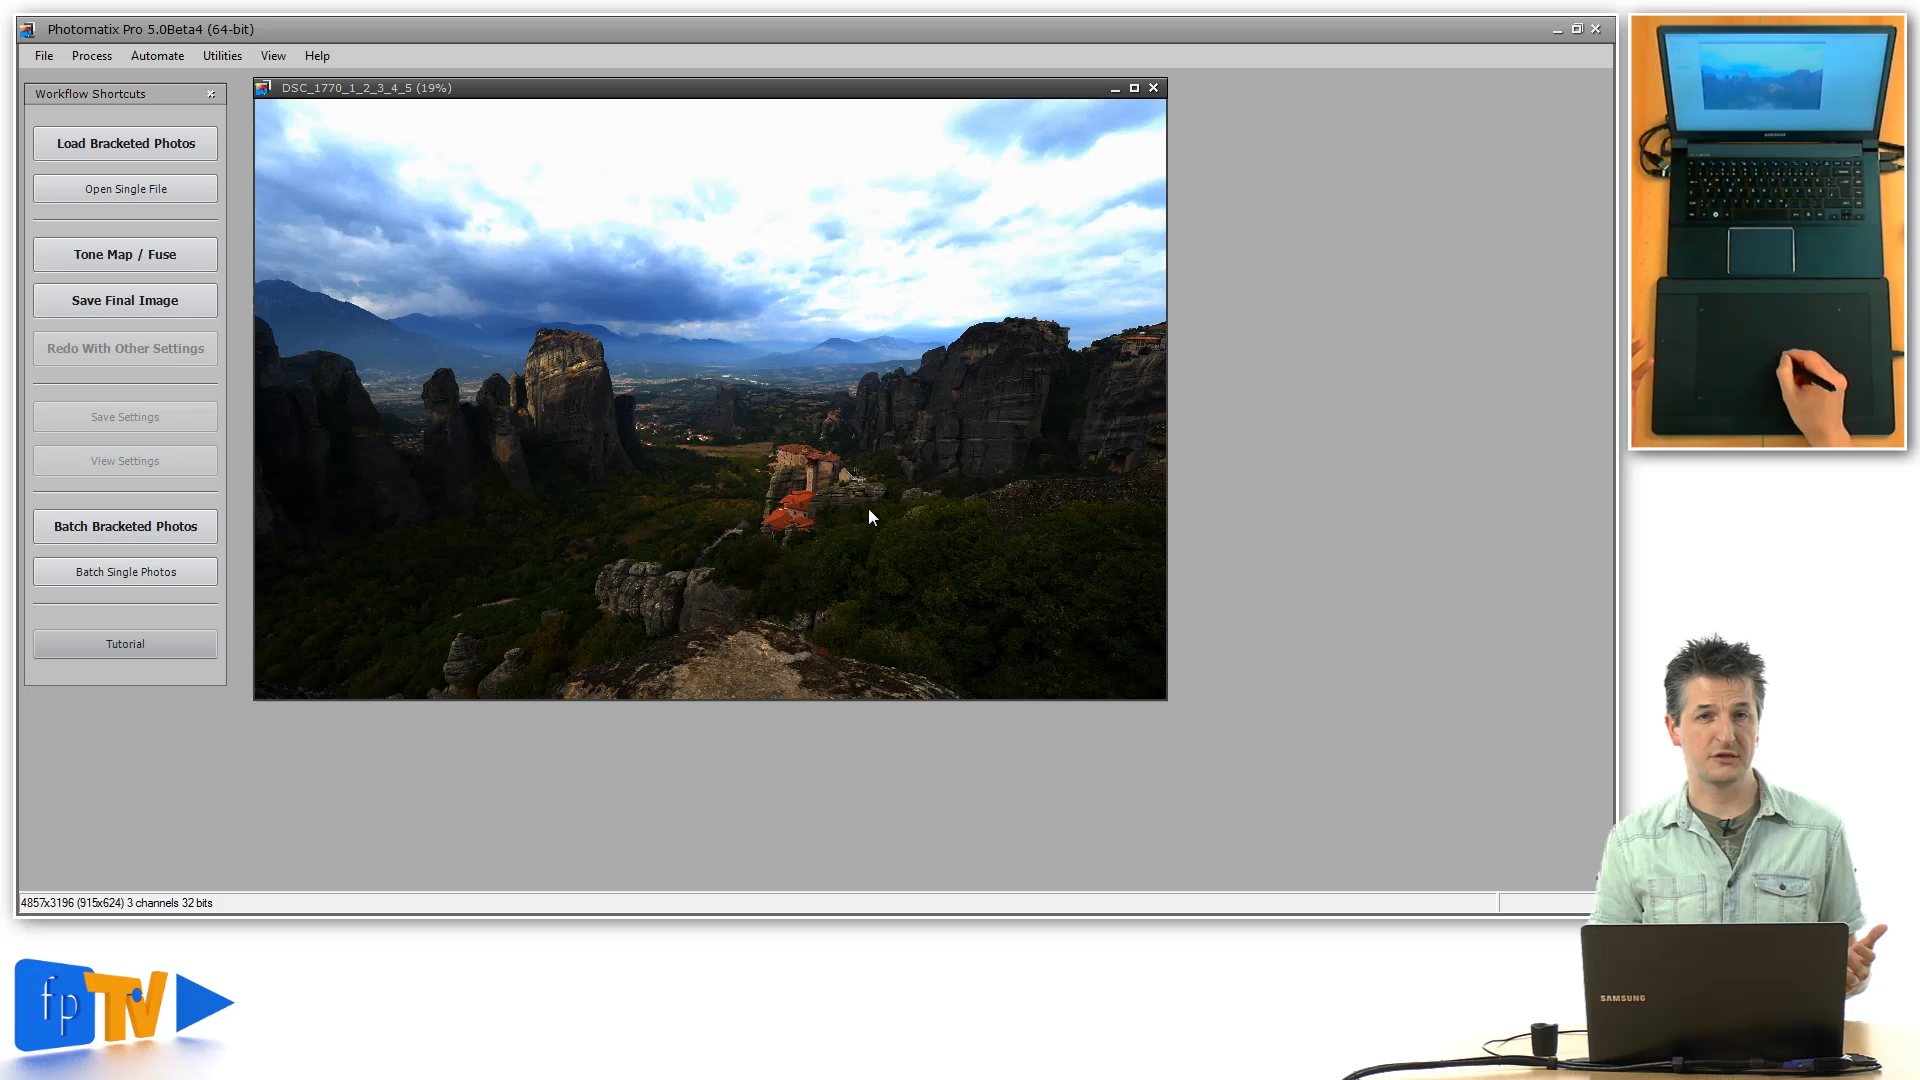 Photomatix Pro 5.0Beta4 (64-bit)
File Process Automate Utilities View Help
Workflow Shortcuts
DSC_1770_1_2_3_4_5 (19%)
Load Bracketed Photos
Open Single File
Tone Map / Fuse
Save Final Image
Redo With Other Settings
Save Settings
View Settings
Batch Bracketed Photos
Batch Single Photos
Tutorial
4857x3196 (915x624) 3 channels 32 bits
SAMSUNG
SAMSUNG
fpTV